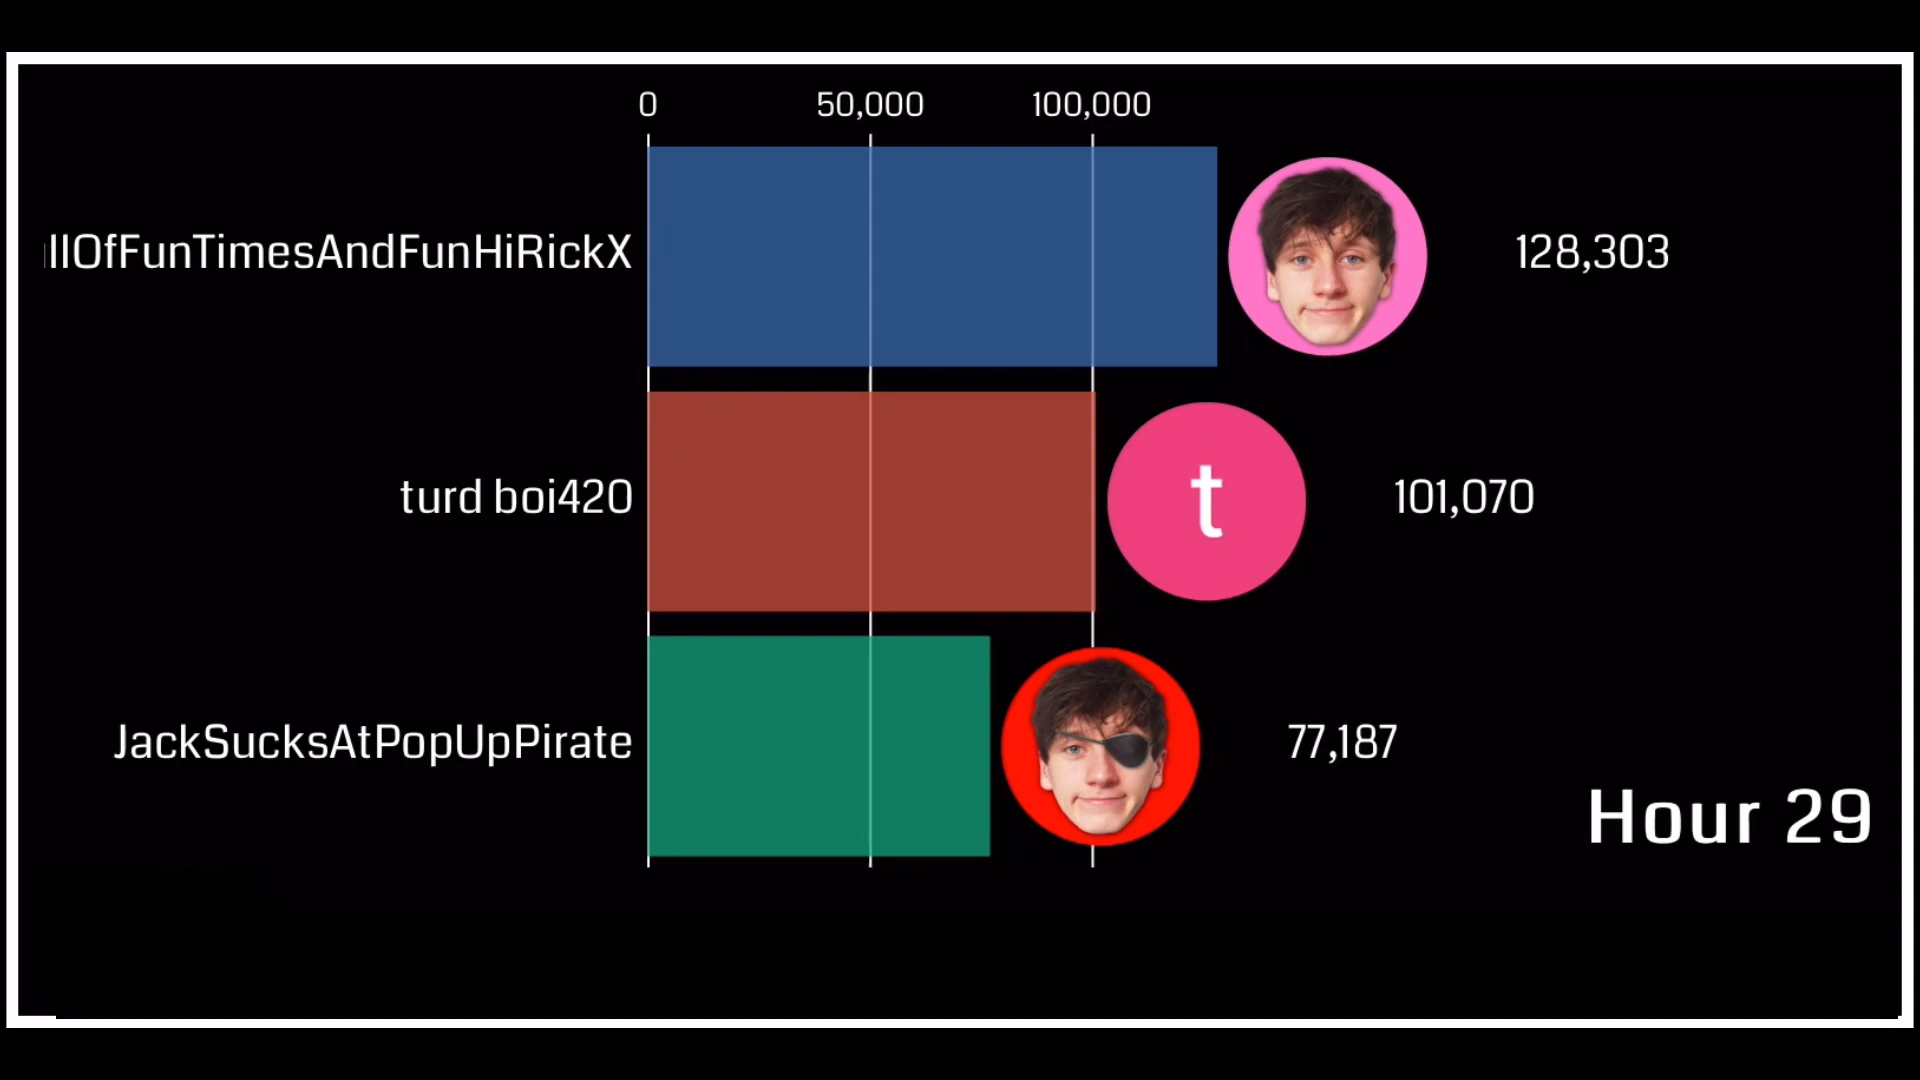 0 50,000 100,000
llOfFunTimesAndFunHiRickX 128,303
turd boi420 t 101,070
JackSucksAtPopUpPirate 77,187
Hour 29